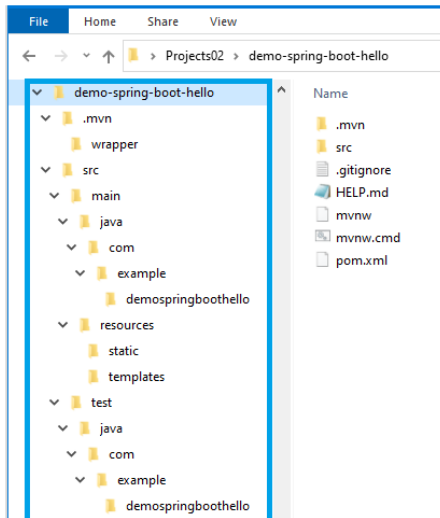 File Home Share View
Projects02 demo-spring-boot-hello
demo-spring-boot-hello
.mvn
wrapper
src
main
java
com
example
demospringboothello
resources
static
templates
test
java
com
example
demospringboothello
Name
.mvn
src
.gitignore
HELP.md
mvnw
mvnw.cmd
pom.xml